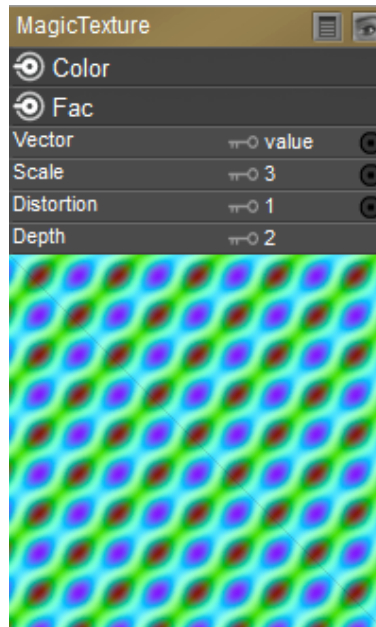 MagicTexture
Color
Fac
Vector value
Scale 3
Distortion 1
Depth 2